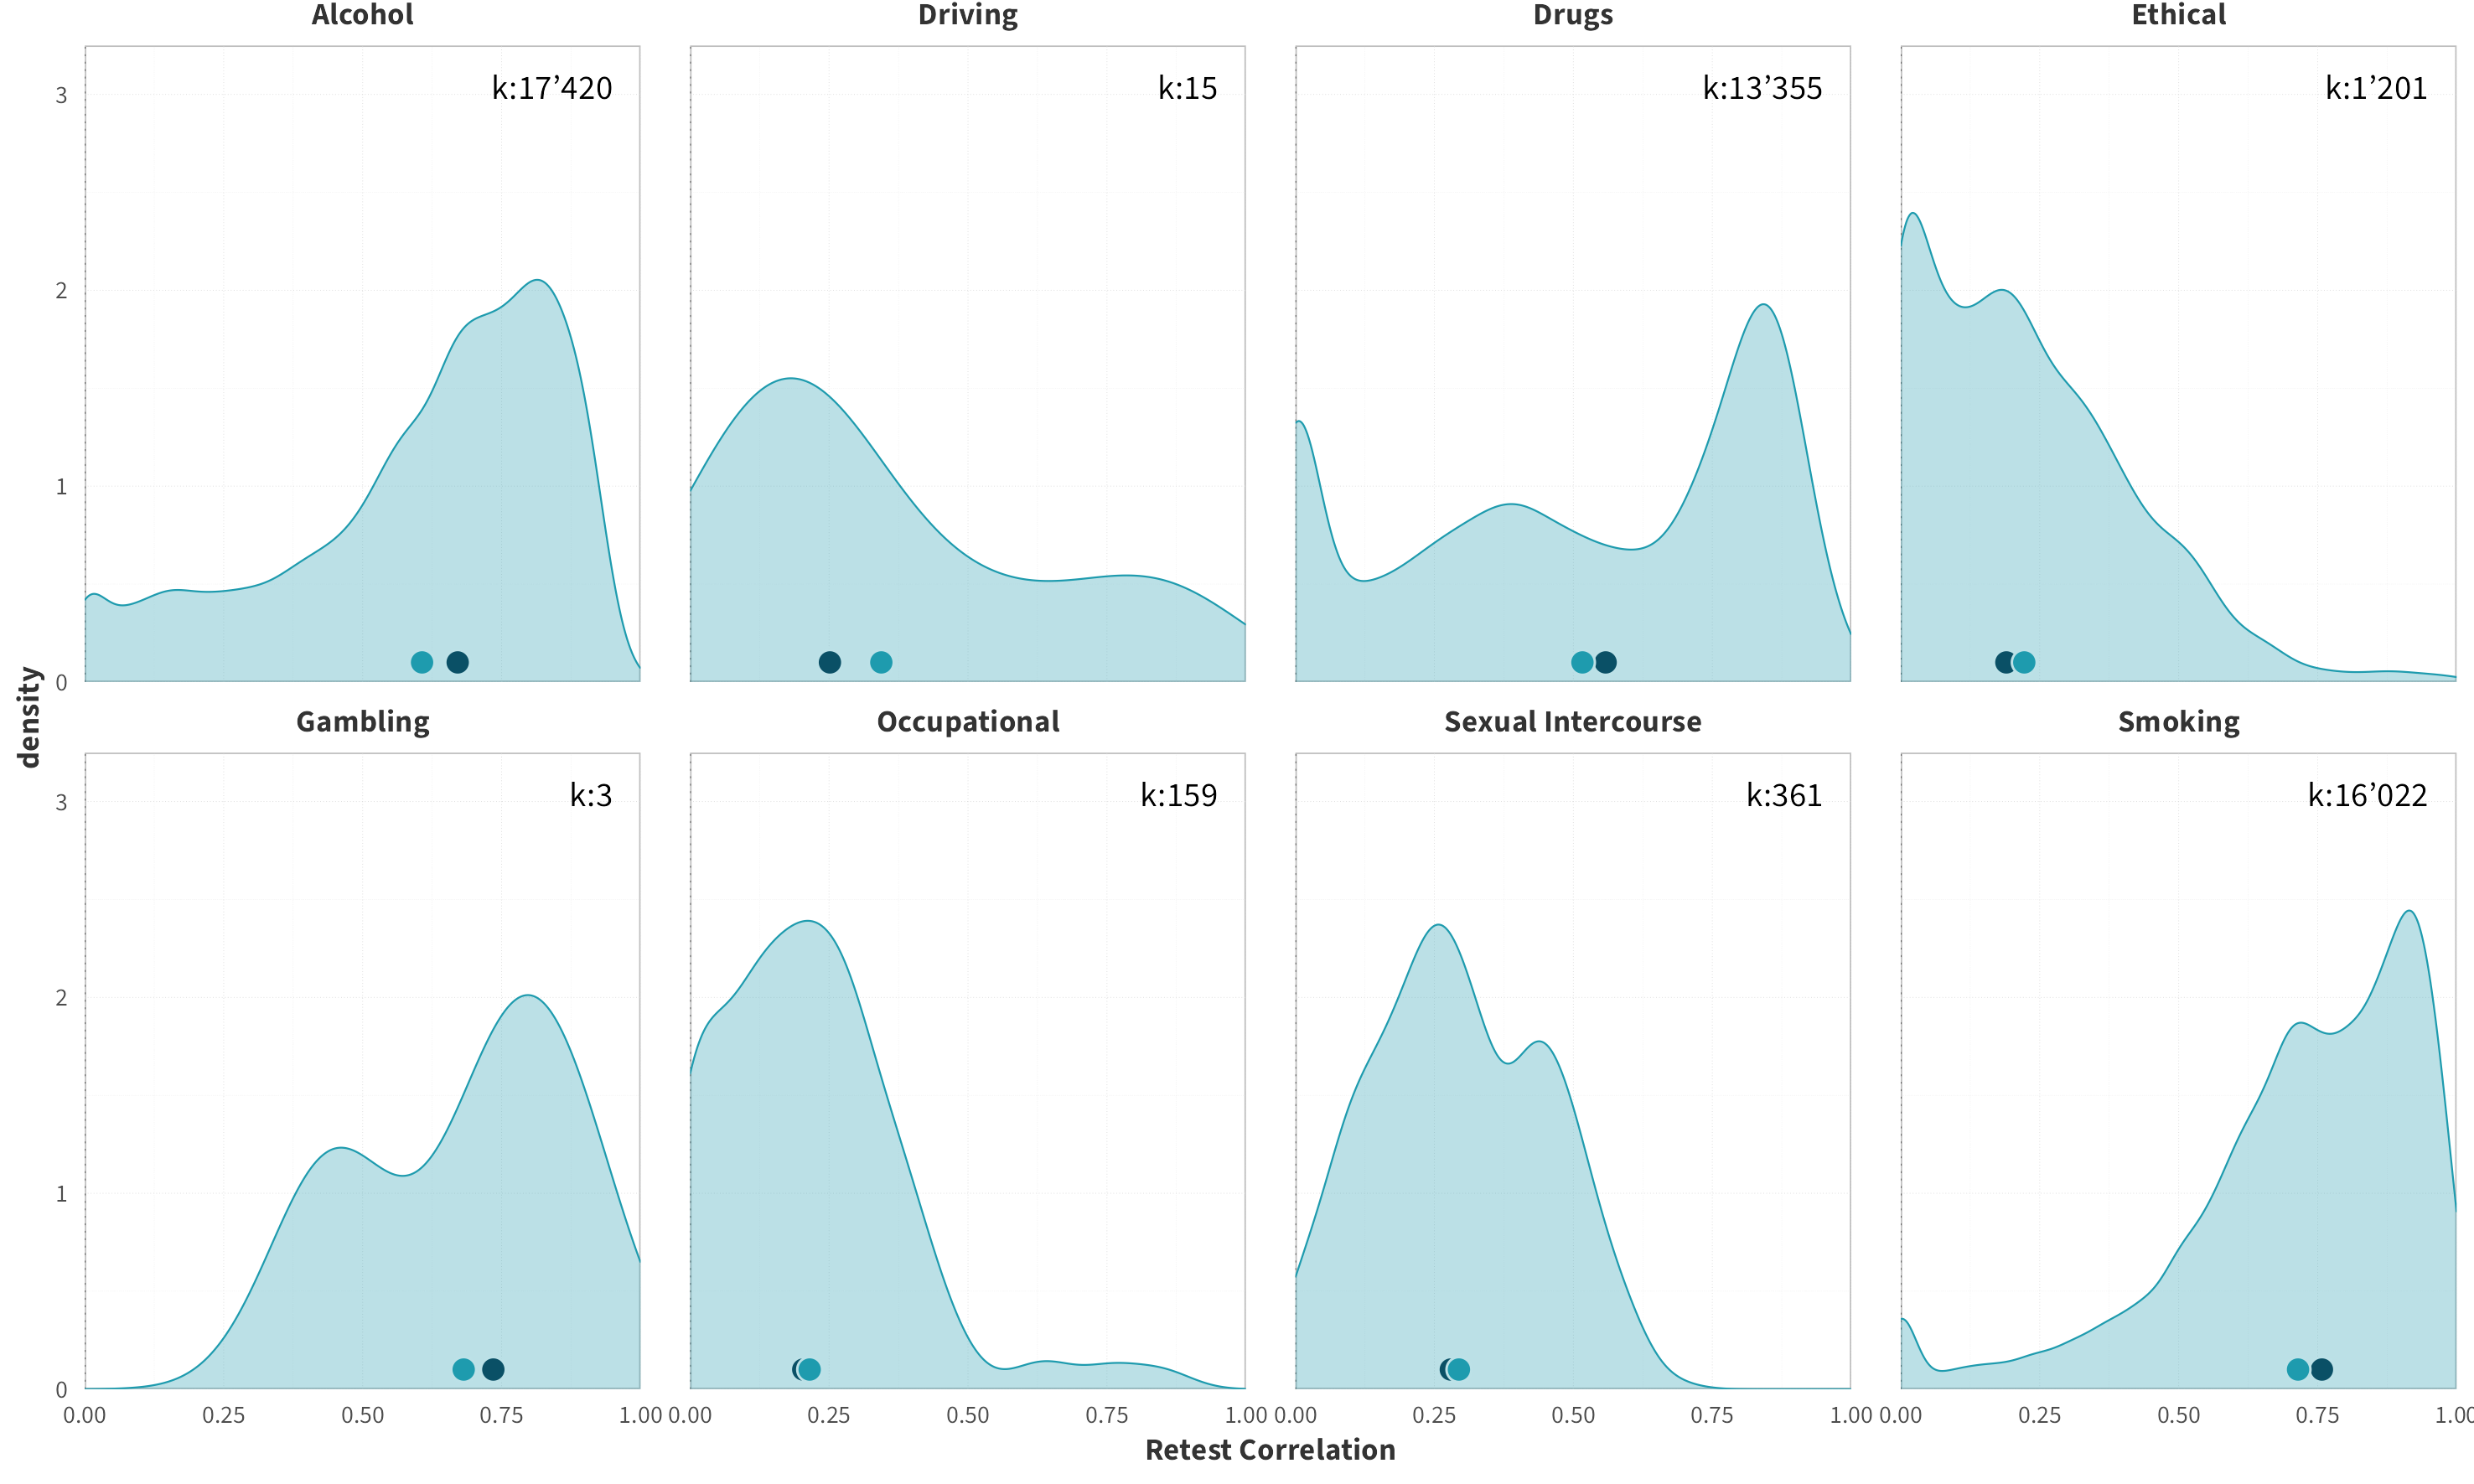 Alcohol
Driving
Drugs
Ethical
k:17’420
k:15
k:13’355
k:1’201
3
2
1
0
density
Gambling
Occupational
Sexual Intercourse
Smoking
k:3
k:159
k:361
k:16’022
3
2
1
0
0.00 0.25 0.50 0.75 1.00 0.00 0.25 0.50 0.75 1.00 0.00 0.25 0.50 0.75 1.00 0.00 0.25 0.50 0.75 1.00
Retest Correlation